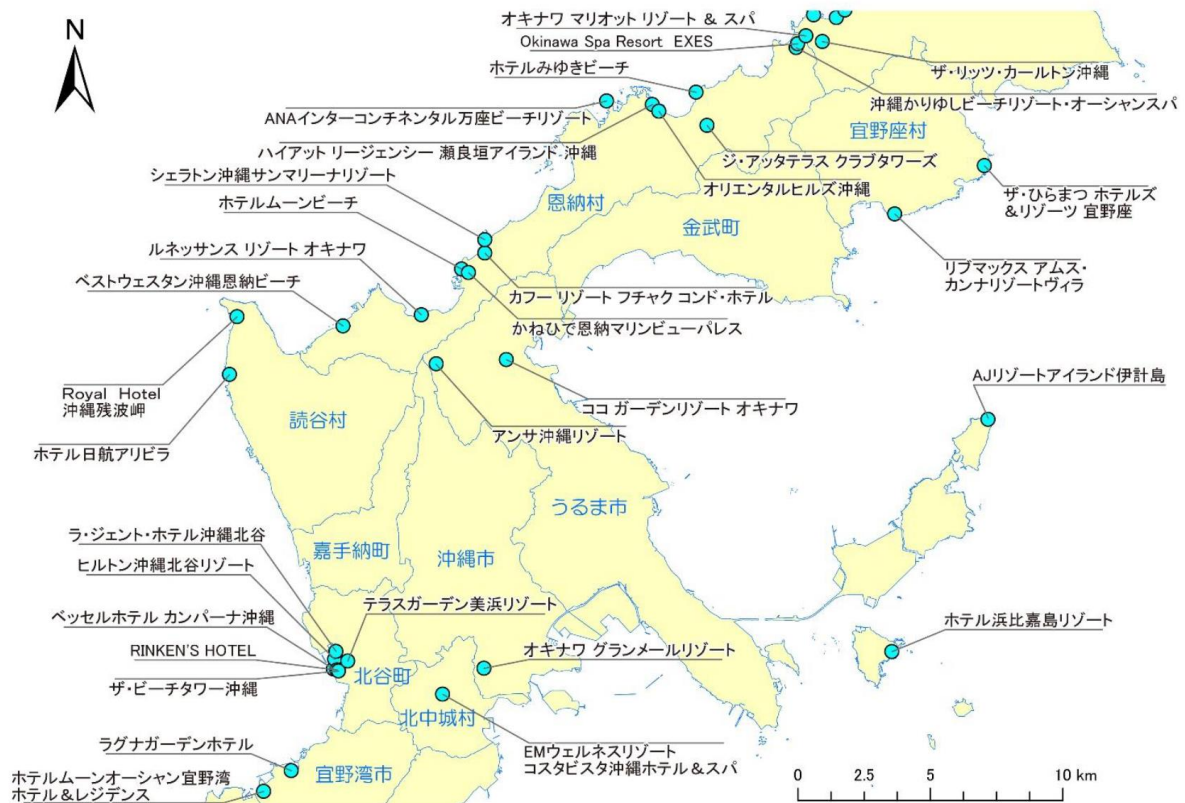 N
オキナワ マリオット リゾート & スパ
Okinawa Spa Resort EXES
ホテルみゆきビーチ
ザ・リッツ・カールトン沖縄
沖縄かりゆしビーチリゾート・オーシャンスパ
ANAインターコンチネンタル万座ビーチリゾート
宜野座村
ハイアット リージェンシー 瀬良垣アイランド 沖縄
ジ・アッタテラス クラブタワーズ
シェラトン沖縄サンマリーナリゾート
オリエンタルヒルズ沖縄
恩納村
ザ・ひらまつ ホテルズ
&リゾーツ 宜野座
ホテルムーンビーチ
金武町
ルネッサンス リゾート オキナワ
リブマックス アムス・
カンナリゾートヴィラ
ベストウェスタン沖縄恩納ビーチ
カフー リゾート フチャク コンド・ホテル
かねひで恩納マリンビューパレス
Royal Hotel
沖縄残波岬
AJリゾートアイランド伊計島
ココ ガーデンリゾート オキナワ
読谷村
アンサ沖縄リゾート
ホテル日航アリビラ
うるま市
ラ・ジェント・ホテル沖縄北谷
嘉手納町
沖縄市
ヒルトン沖縄北谷リゾート
テラスガーデン美浜リゾート
ベッセルホテル カンパーナ沖縄
ホテル浜比嘉島リゾート
RINKEN'S HOTEL
オキナワ グランメールリゾート
北谷町
ザ・ビーチタワー沖縄
北中城村
ラグナガーデンホテル
EMウェルネスリゾート
コスタビスタ沖縄ホテル&スパ
宜野湾市
ホテルムーンオーシャン宜野湾
ホテル&レジデンス
0 2.5 5 10 km